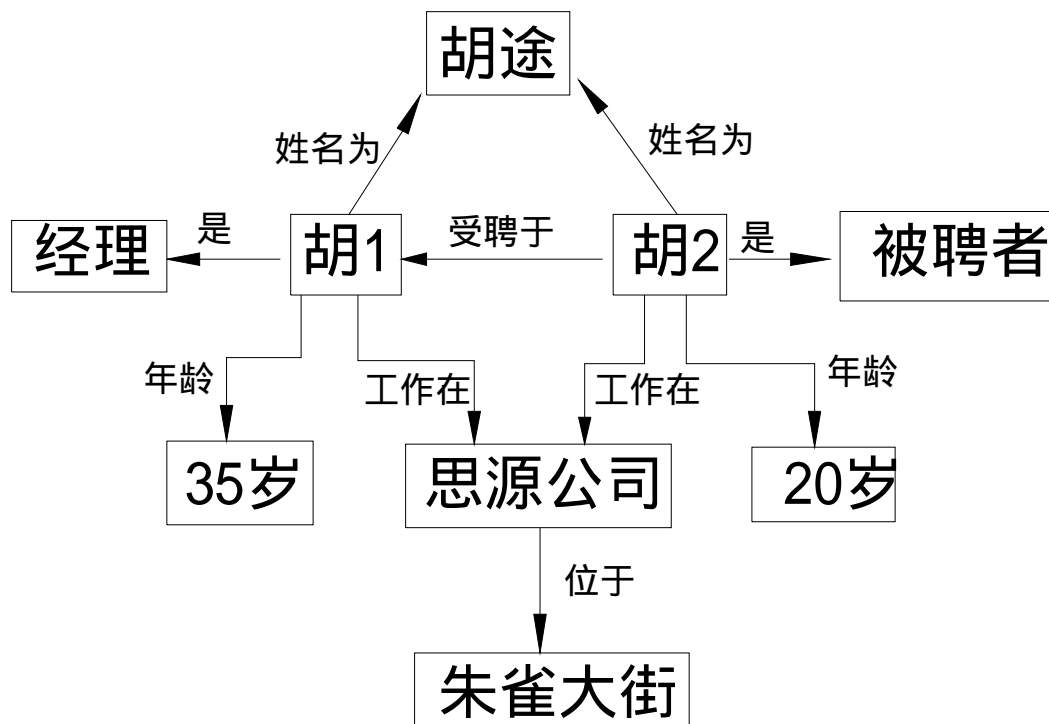 胡途
姓名为
姓名为
经理
是
胡1
受聘于
胡2
是
被聘者
年龄
工作在
工作在
年龄
35岁
思源公司
20岁
位于
朱雀大街